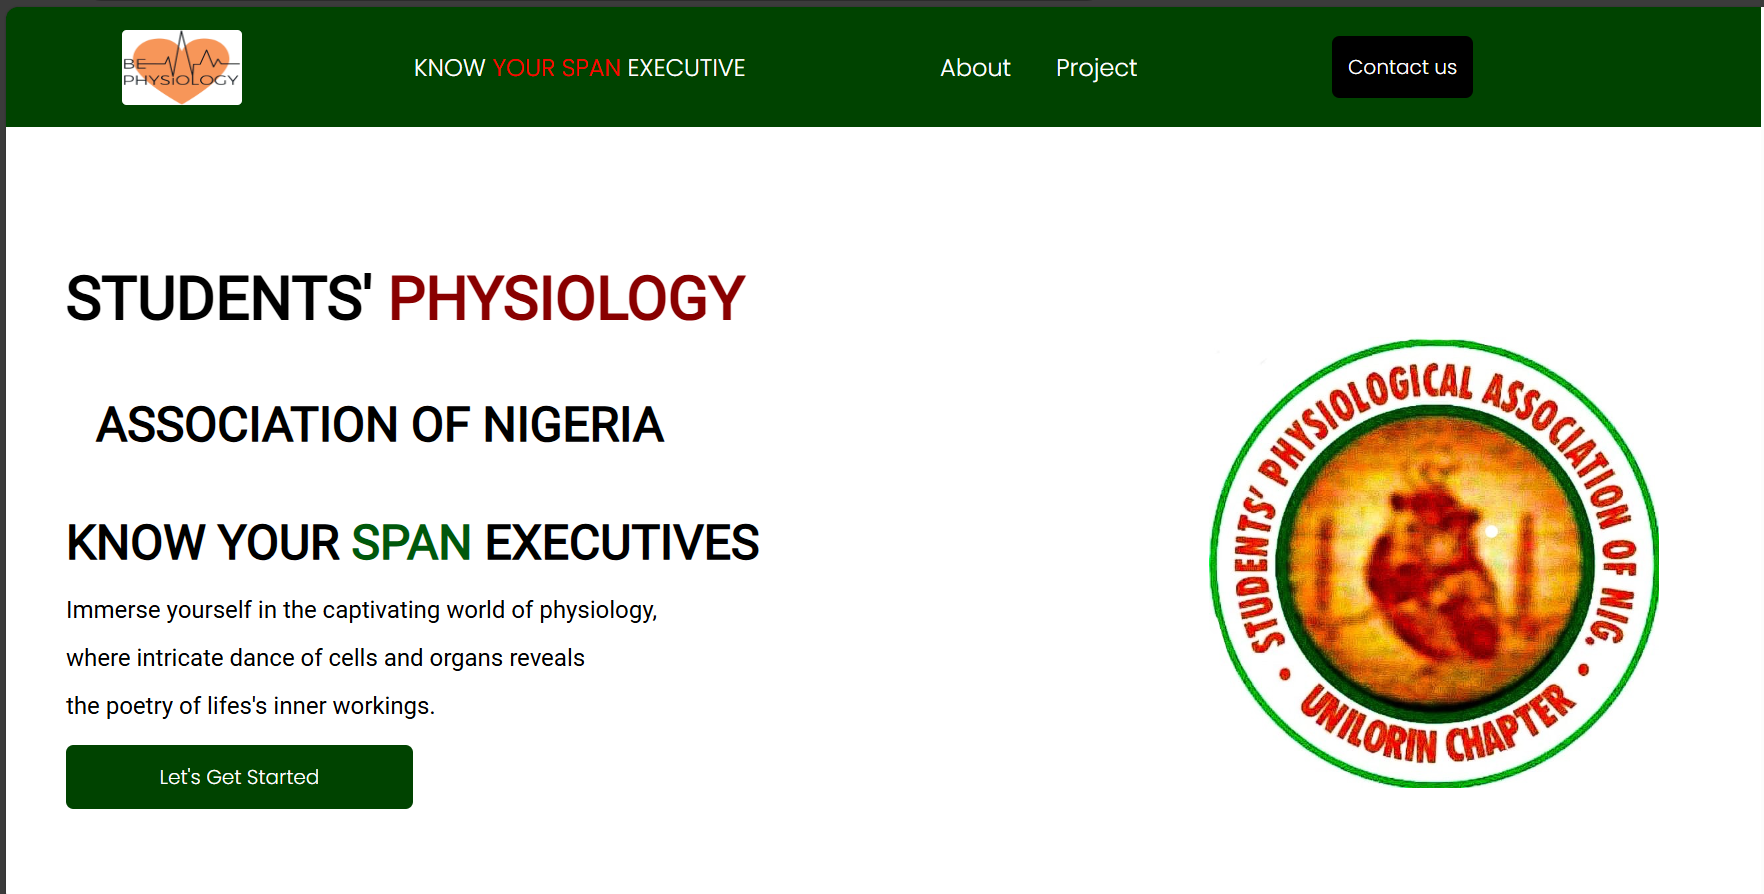 BE
PHYSIOLOGY
KNOW YOUR SPAN EXECUTIVE
About
Project
Contact us
STUDENTS' PHYSIOLOGY
ASSOCIATION OF NIGERIA
KNOW YOUR SPAN EXECUTIVES
Immerse yourself in the captivating world of physiology,
where intricate dance of cells and organs reveals
the poetry of lifes's inner workings.
Let's Get Started
STUDENTS' PHYSIOLOGICAL ASSOCIATION OF NIG.
• UNILORIN CHAPTER •